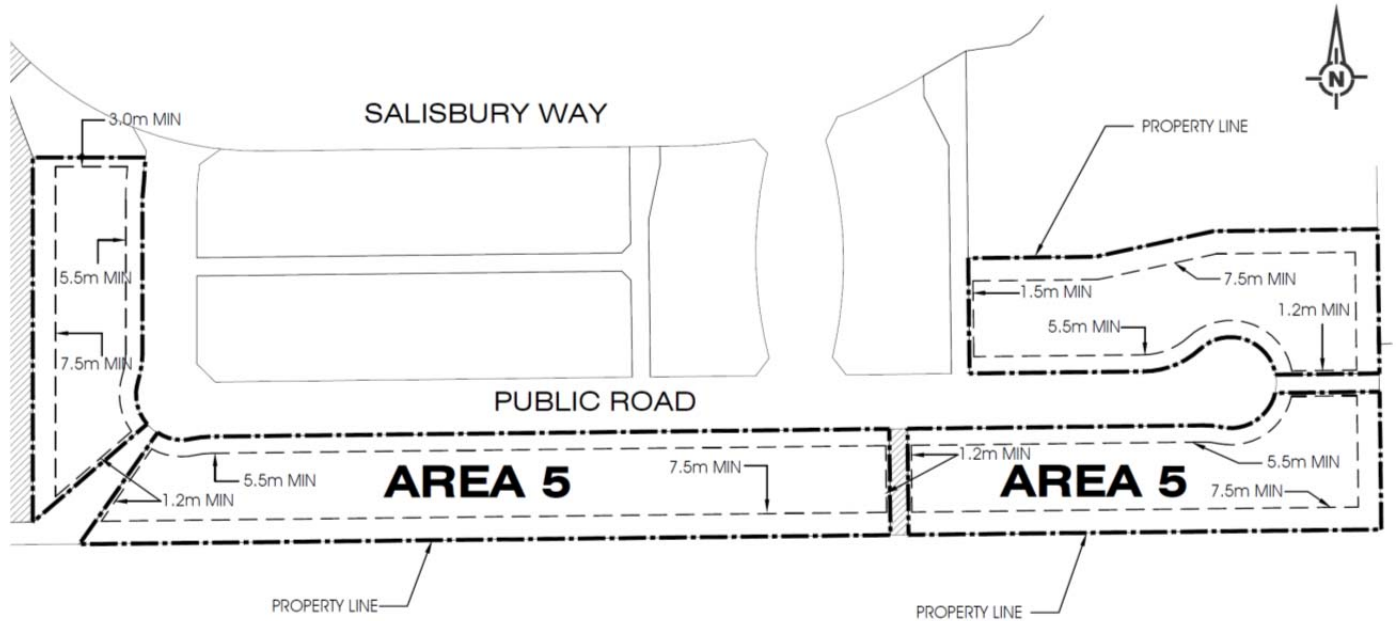 SALISBURY WAY
N
3.0m MIN
PROPERTY LINE
5.5m MIN
7.5m MIN
1.5m MIN
7.5m MIN
1.2m MIN
5.5m MIN
PUBLIC ROAD
1.2m MIN
5.5m MIN
AREA 5
7.5m MIN
1.2m MIN
AREA 5
5.5m MIN
7.5m MIN
PROPERTY LINE
PROPERTY LINE